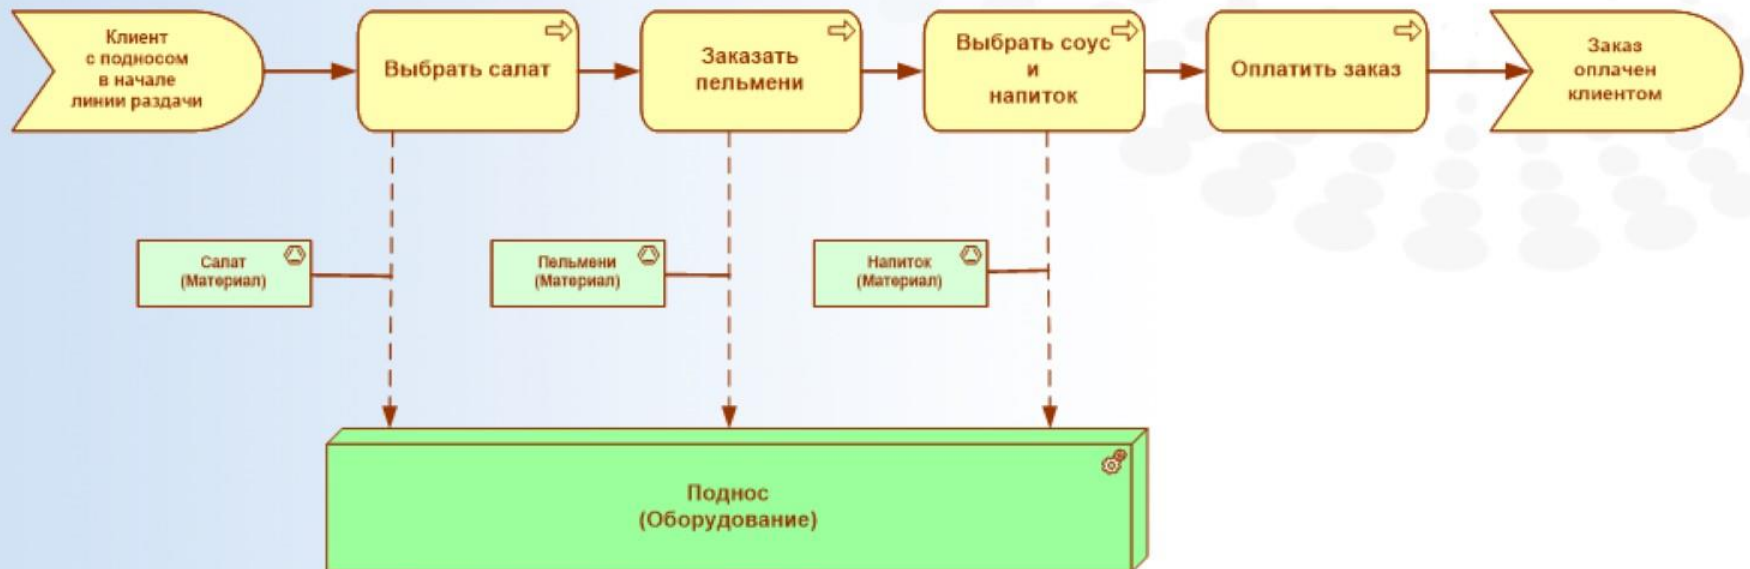 Клиент
с подносом
в начале
линии раздачи
Выбрать салат
Заказать
пельмени
Выбрать соус
и
напиток
Оплатить заказ
Заказ
оплачен
клиентом
Салат
(Материал)
Пельмени
(Материал)
Напиток
(Материал)
Поднос
(Оборудование)